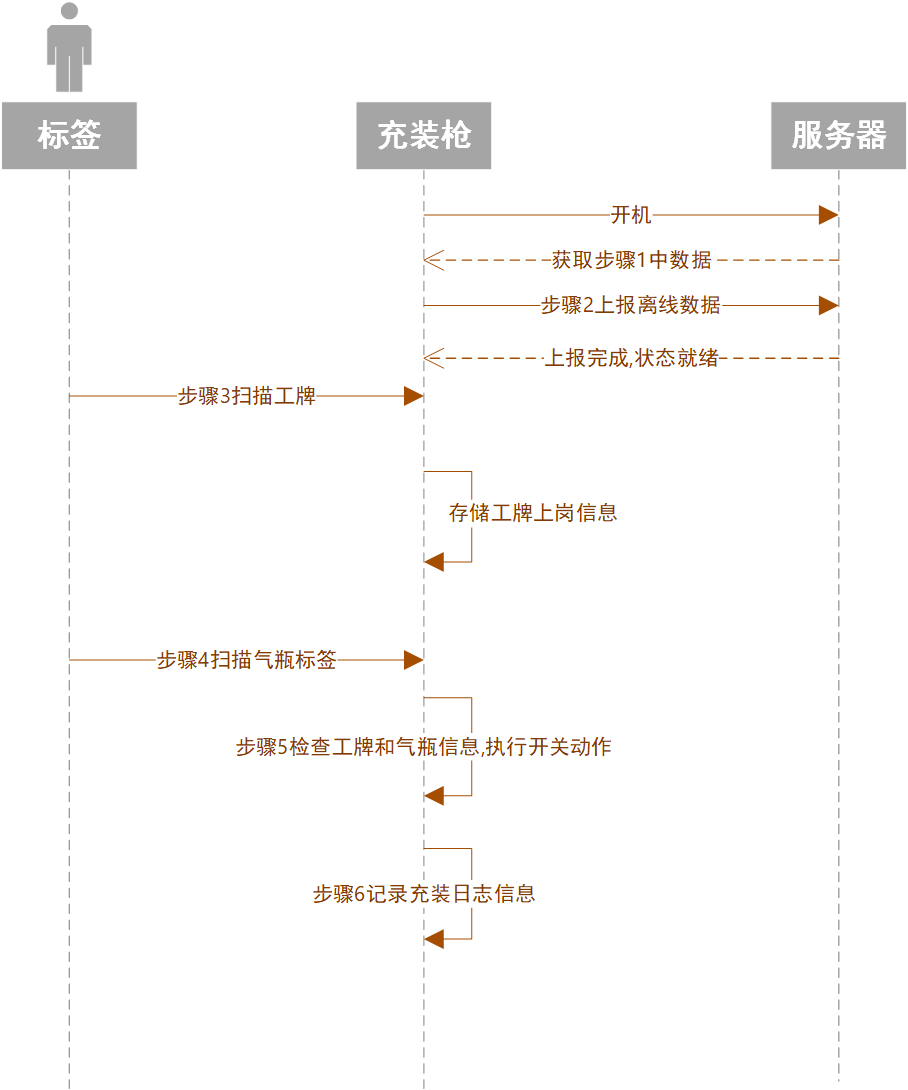 标签
充装枪
服务器
开机
获取步骤1中数据
步骤2上报离线数据
上报完成,状态就绪
步骤3扫描工牌
存储工牌上岗信息
步骤4扫描气瓶标签
步骤5检查工牌和气瓶信息,执行开关动作
步骤6记录充装日志信息